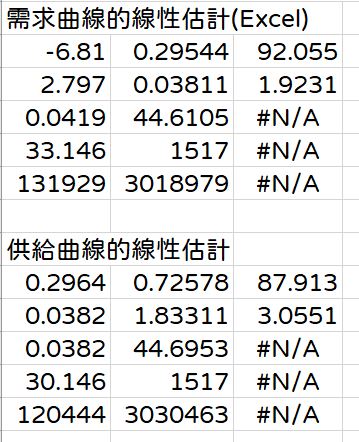 需求曲線的線性估計(Excel)
-6.81 0.29544 92.055
2.797 0.03811 1.9231
0.0419 44.6105 #N/A
33.146 1517 #N/A
131929 3018979 #N/A
供給曲線的線性估計
0.2964 0.72578 87.913
0.0382 1.83311 3.0551
0.0382 44.6953 #N/A
30.146 1517 #N/A
120444 3030463 #N/A